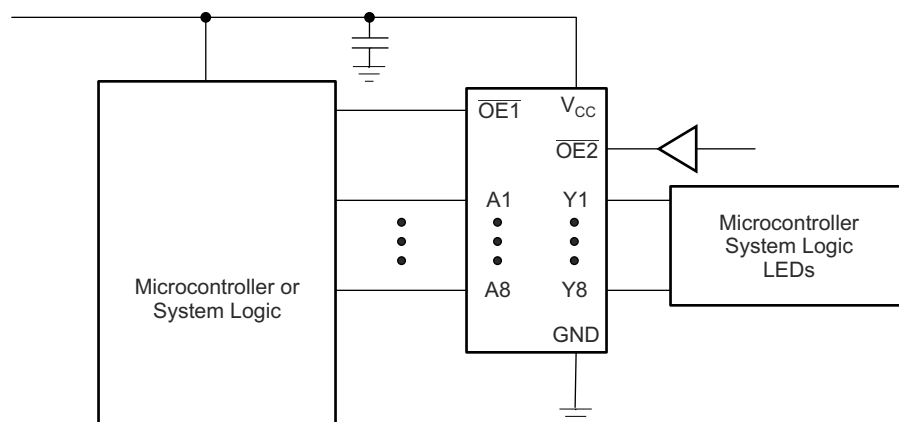 OE1
VCC
OE2
A1
Y1
A8
Y8
GND
Microcontroller or
System Logic
Microcontroller
System Logic
LEDs